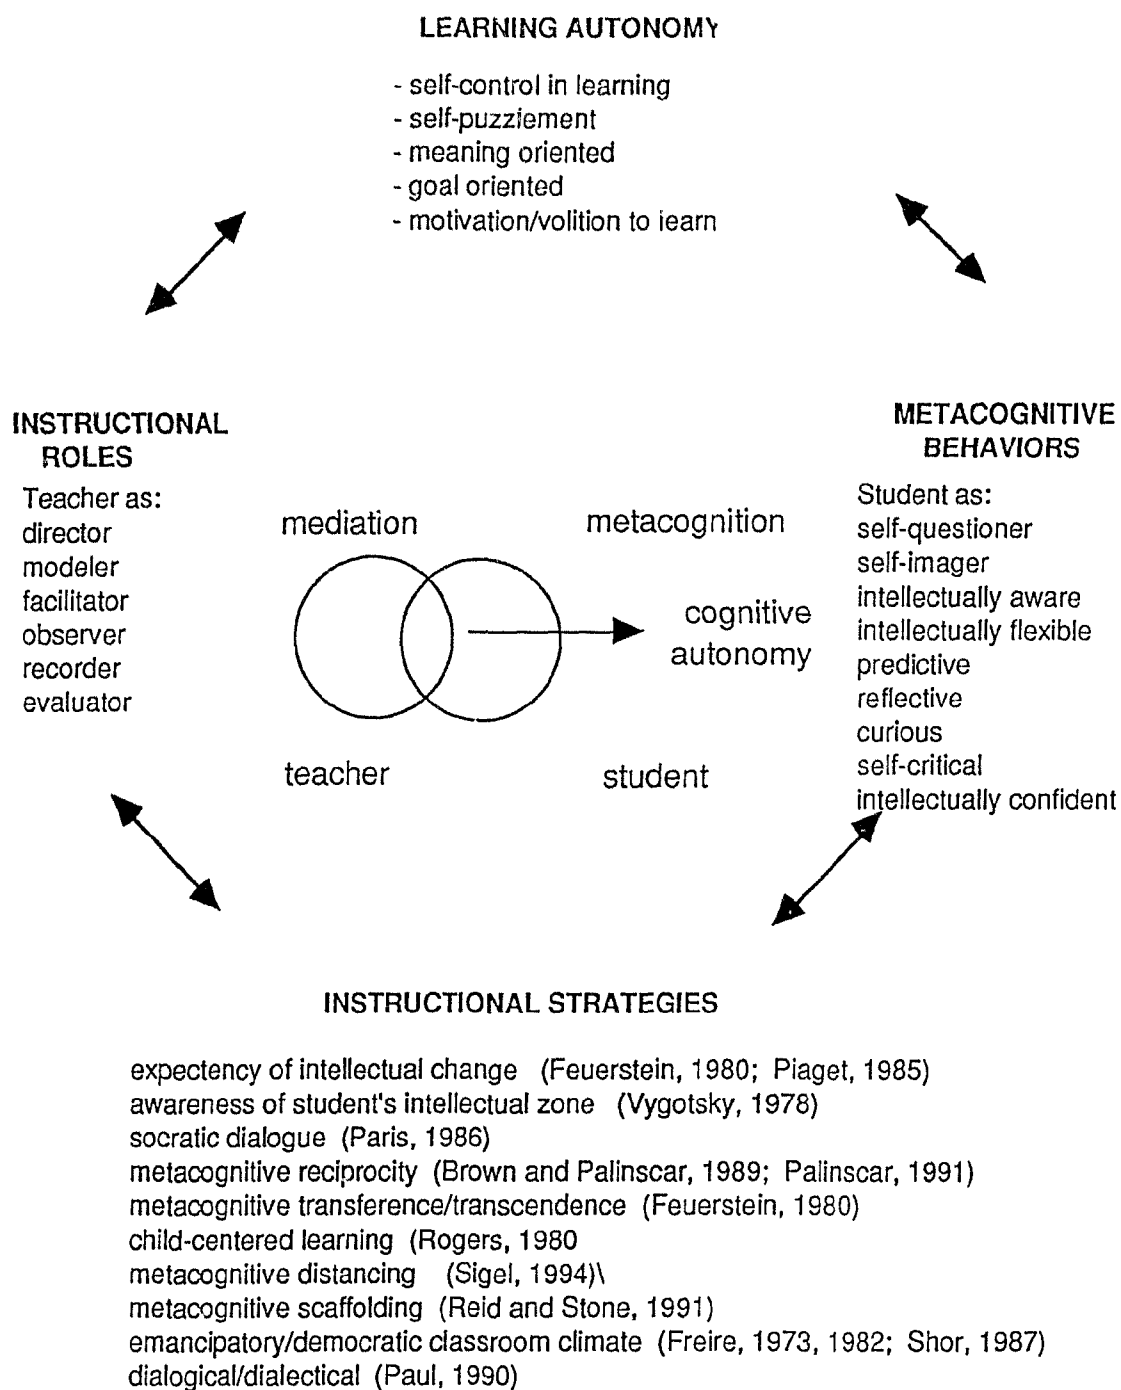 LEARNING AUTONOMY
- self-control in learning
- self-puzzlement
- meaning oriented
- goal oriented
- motivation/volition to learn
INSTRUCTIONAL
ROLES
Teacher as:
director
modeler
facilitator
observer
recorder
evaluator
mediation
metacognition
cognitive
autonomy
teacher
student
METACOGNITIVE
BEHAVIORS
Student as:
self-questioner
self-imager
intellectually aware
intellectually flexible
predictive
reflective
curious
self-critical
intellectually confident
INSTRUCTIONAL STRATEGIES
expectency of intellectual change (Feuerstein, 1980; Piaget, 1985)
awareness of student's intellectual zone (Vygotsky, 1978)
socratic dialogue (Paris, 1986)
metacognitive reciprocity (Brown and Palinscar, 1989; Palinscar, 1991)
metacognitive transference/transcendence (Feuerstein, 1980)
child-centered learning (Rogers, 1980
metacognitive distancing (Sigel, 1994)\
metacognitive scaffolding (Reid and Stone, 1991)
emancipatory/democratic classroom climate (Freire, 1973, 1982; Shor, 1987)
dialogical/dialectical (Paul, 1990)